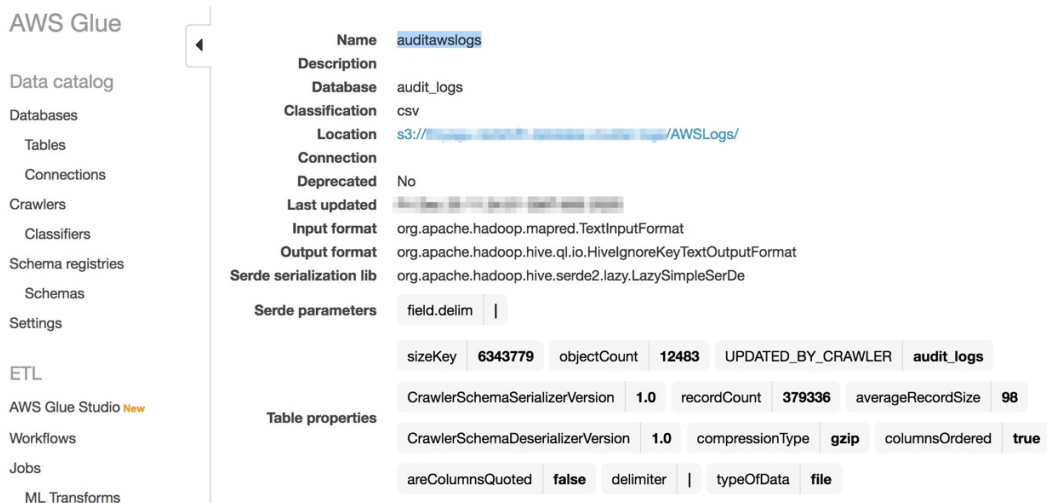 AWS Glue
Data catalog
Databases
Tables
Connections
Crawlers
Classifiers
Schema registries
Schemas
Settings
ETL
AWS Glue Studio New
Workflows
Jobs
ML Transforms
Name auditawslogs
Description
Database audit_logs
Classification csv
Location s3:// /AWSLogs/
Connection
Deprecated No
Last updated
Input format org.apache.hadoop.mapred.TextInputFormat
Output format org.apache.hadoop.hive.ql.io.HiveIgnoreKeyTextOutputFormat
Serde serialization lib org.apache.hadoop.hive.serde2.lazy.LazySimpleSerDe
Serde parameters field.delim |
Table properties
sizeKey 6343779 objectCount 12483 UPDATED_BY_CRAWLER audit_logs
CrawlerSchemaSerializerVersion 1.0 recordCount 379336 averageRecordSize 98
CrawlerSchemaDeserializerVersion 1.0 compressionType gzip columnsOrdered true
areColumnsQuoted false delimiter | typeOfData file